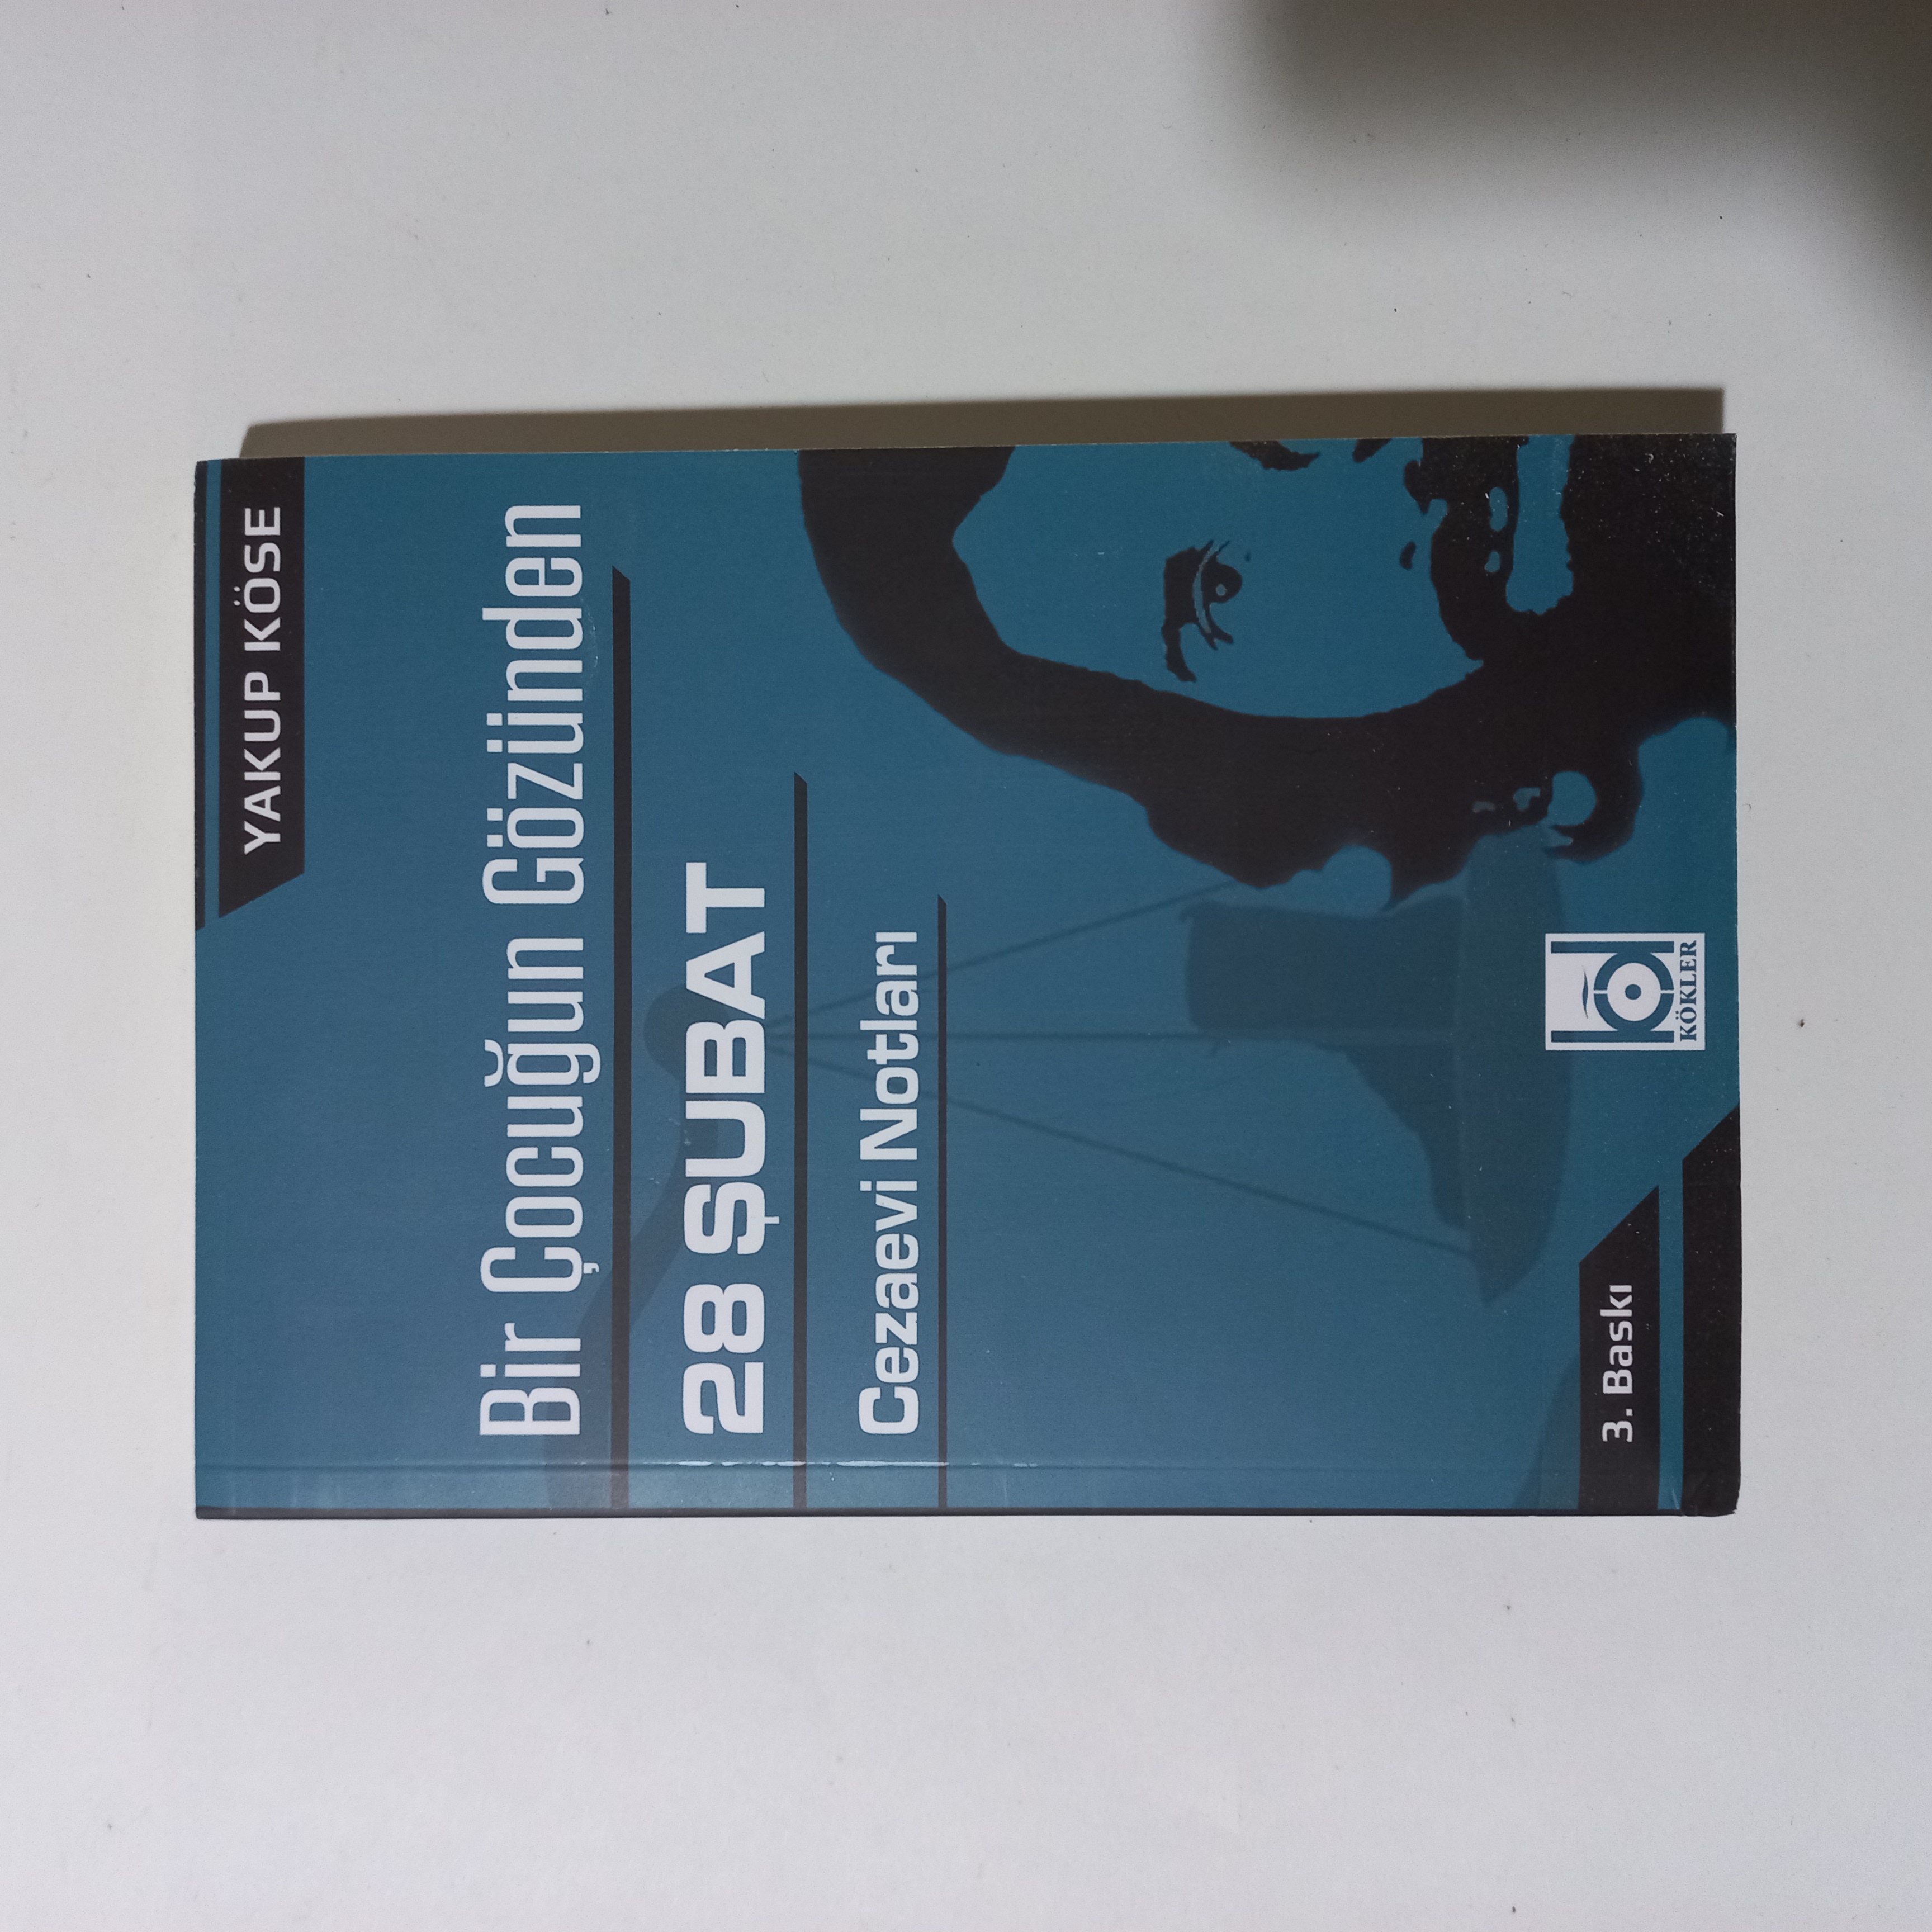 YAKUP KÖSE
Bir Çocuğun Gözünden
28 ŞUBAT
Cezaevi Notları
KÖKLER
3. Baskı